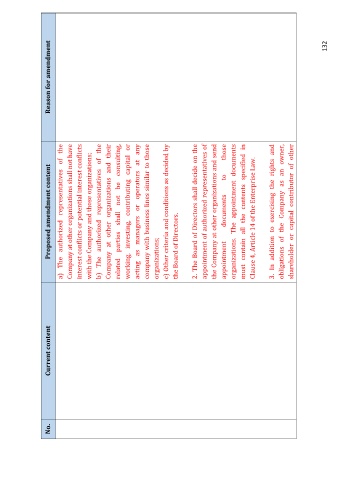 No.
Current content
Proposed amendment content
Reason for amendment
a) The authorized representatives of the
Company at other organizations shall not have
interest conflicts or potential interest conflicts
with the Company and those organizations;
b) The authorized representatives of the
Company at other organizations and their
related parties shall not be consulting,
working, investing, contributing capital or
acting as managers or operators at any
company with business lines similar to those
organizations;
c) Other criteria and conditions as decided by
the Board of Directors.
2. The Board of Directors shall decide on the
appointment of authorized representatives of
the Company at other organizations and send
appointment documents to those
organizations. The appointment documents
must contain all the contents specified in
Clause 4, Article 14 of the Enterprise Law.
3. In addition to exercising the rights and
obligations of the Company as an owner,
shareholder or capital contributor of other
132